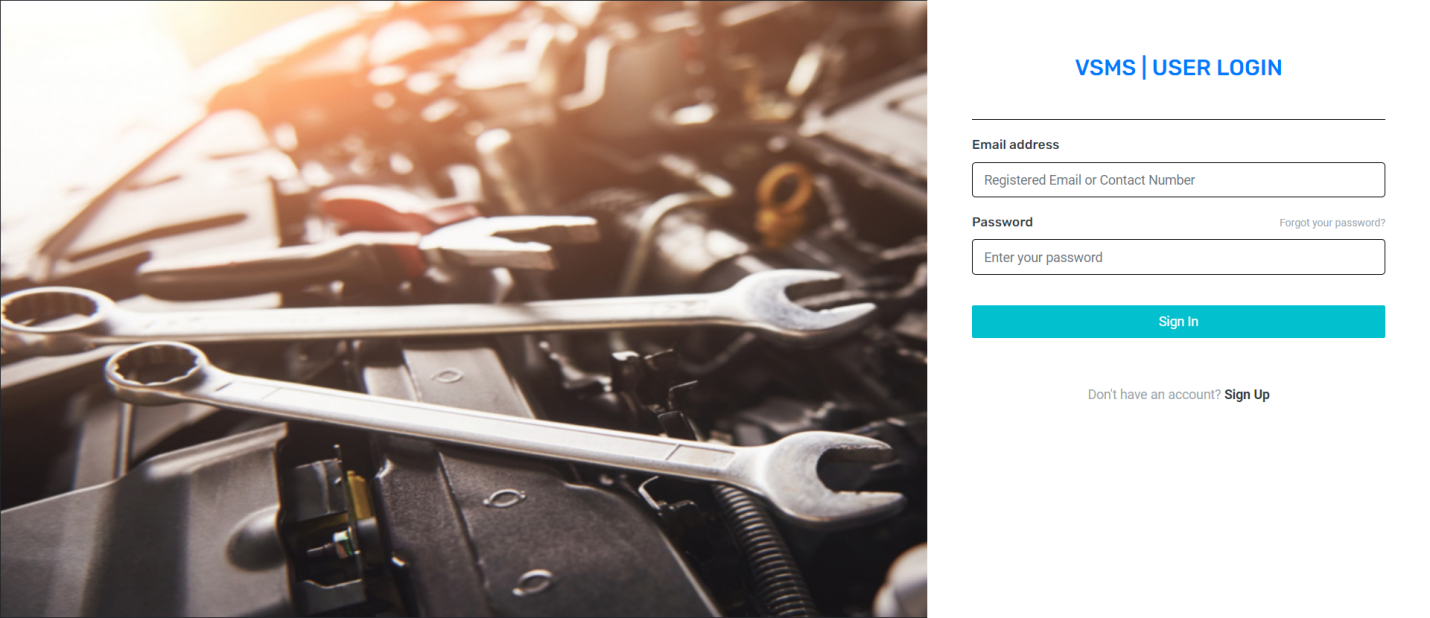 VSMS | USER LOGIN
Email address
Registered Email or Contact Number
Password Forgot your password?
Enter your password
Sign In
Don't have an account? Sign Up